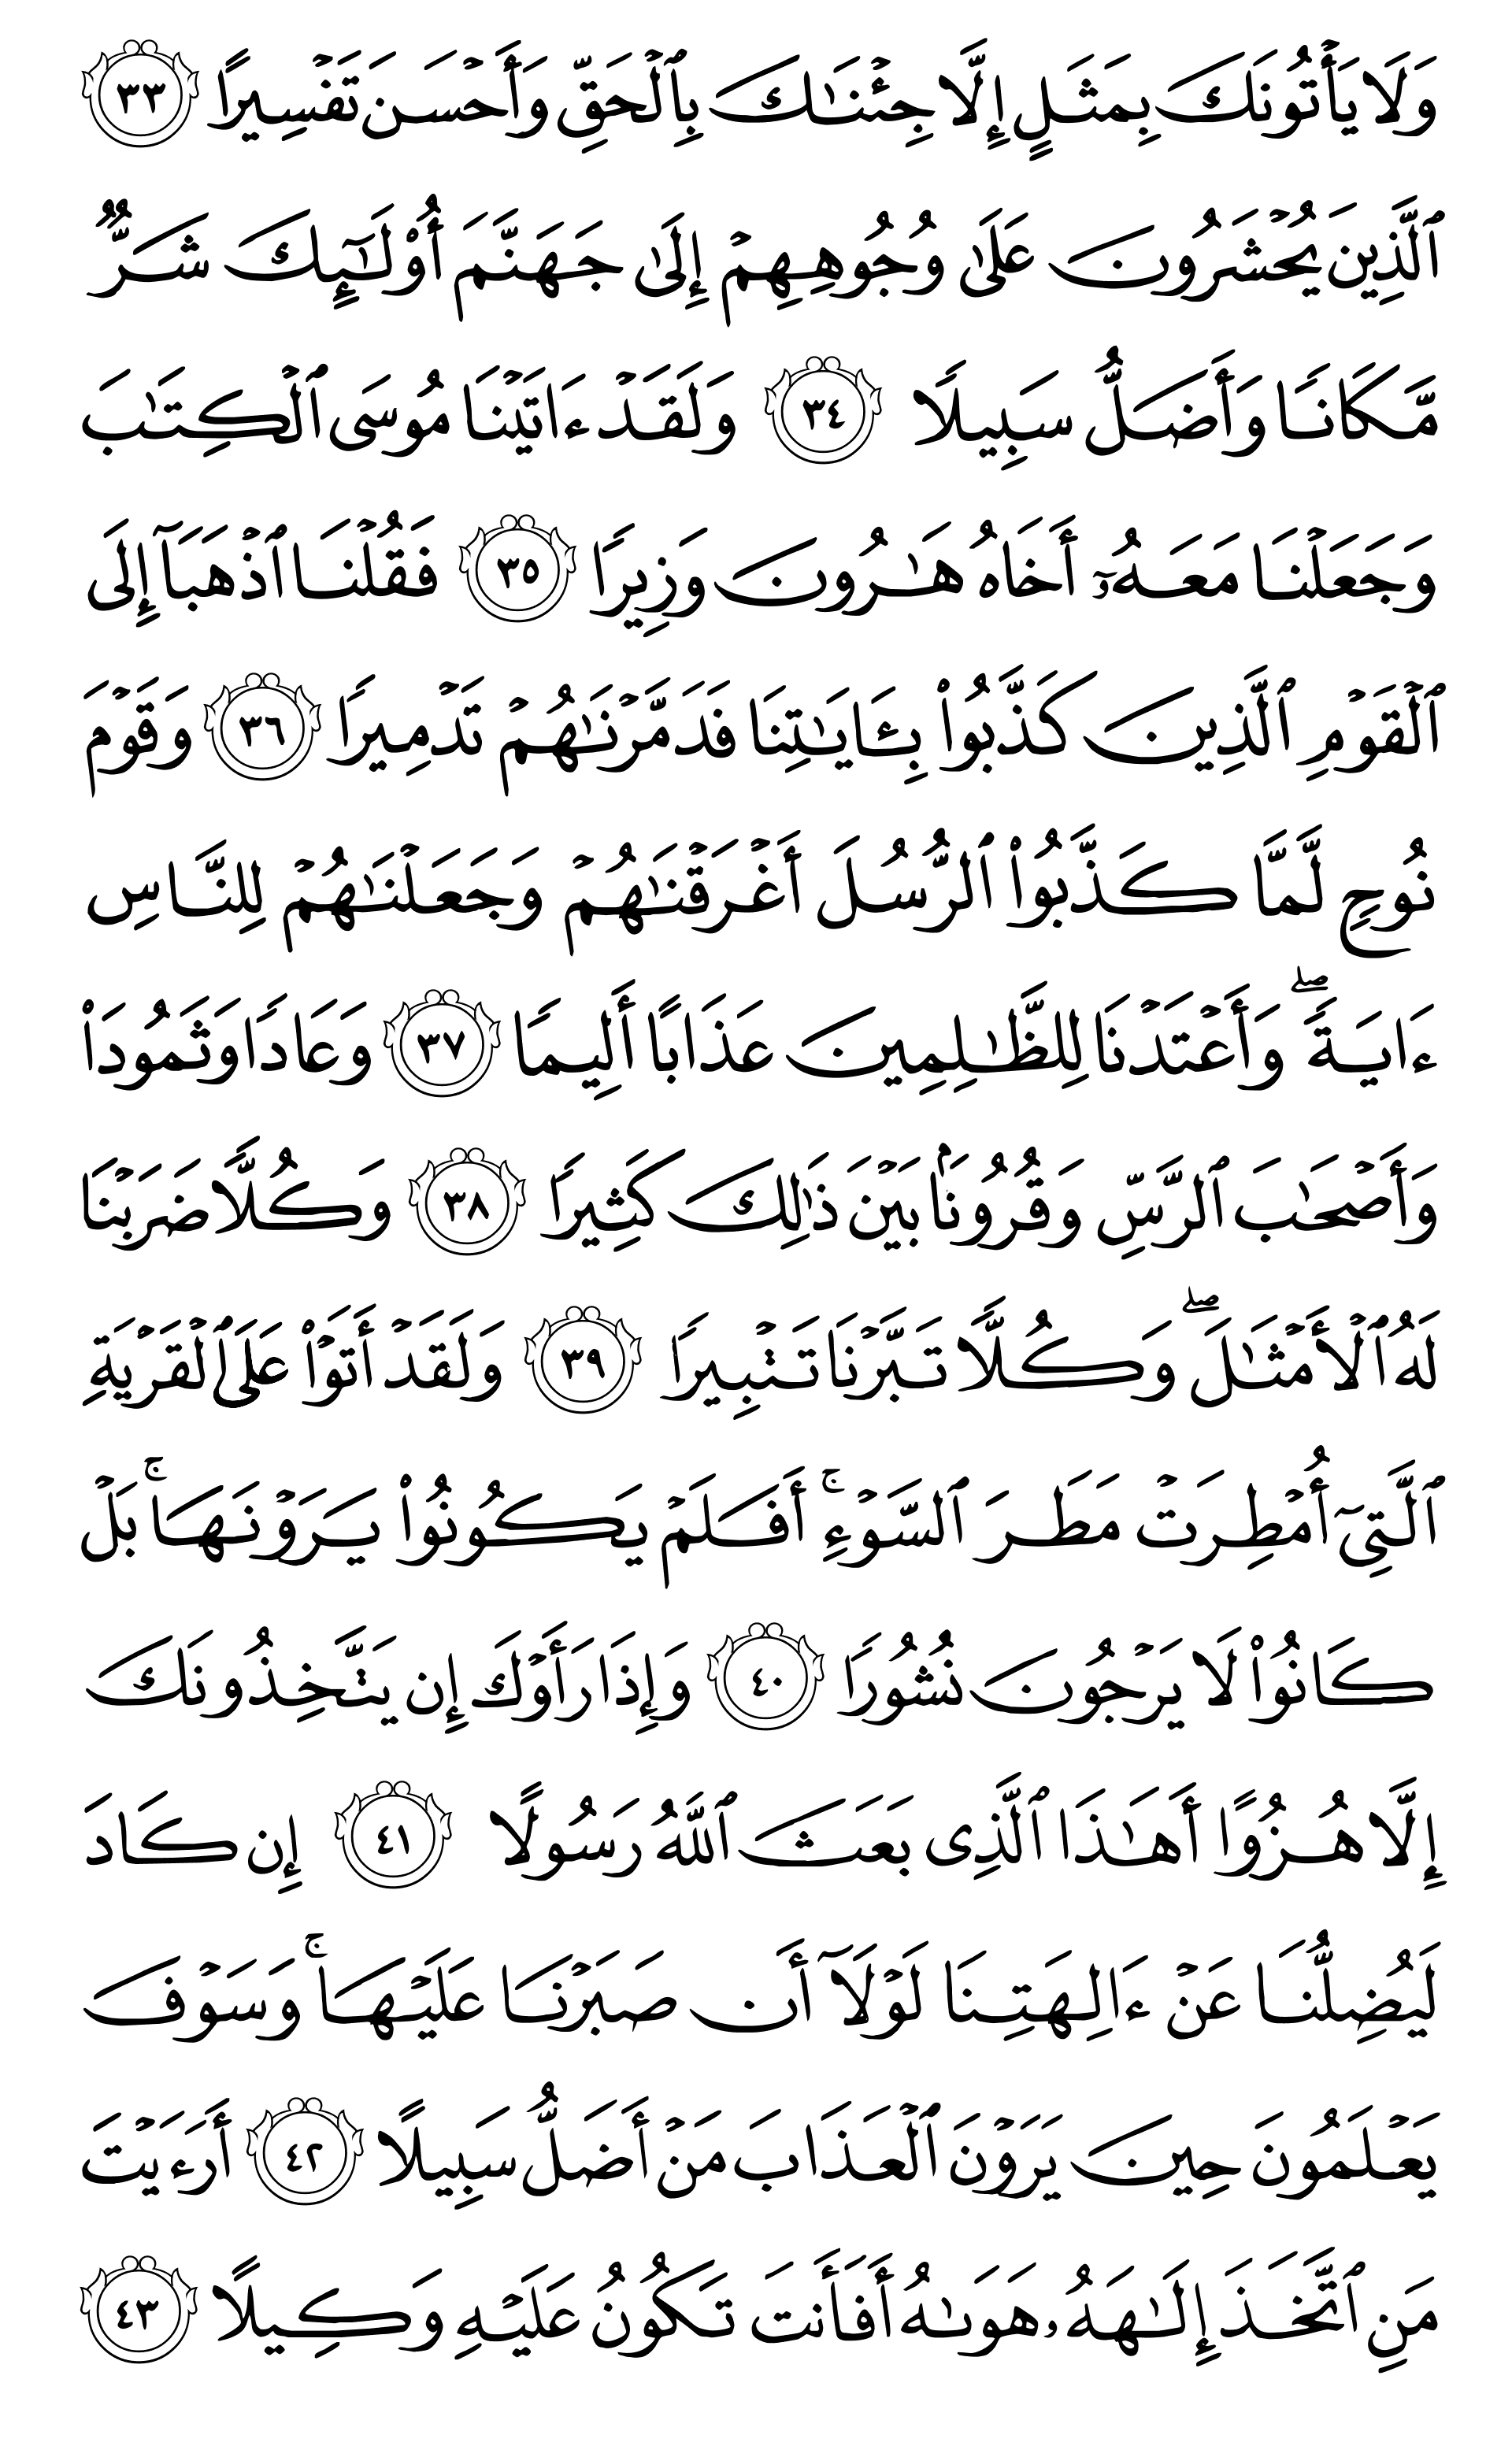 وَلَا يَأْتُونَكَ بِمَثَلٍ إِلَّا جِئْنَٰكَ بِٱلْحَقِّ وَأَحْسَنَ تَفْسِيرًا ٣٣
ٱلَّذِينَ يُحْشَرُونَ عَلَىٰ وُجُوهِهِمْ إِلَىٰ جَهَنَّمَ أُو۟لَٰٓئِكَ شَرٌّ
مَّكَانًا وَأَضَلُّ سَبِيلًا ٣٤ وَلَقَدْ ءَاتَيْنَا مُوسَى ٱلْكِتَٰبَ
وَجَعَلْنَا مَعَهُۥٓ أَخَاهُ هَٰرُونَ وَزِيرًا ٣٥ فَقُلْنَا ٱذْهَبَآ إِلَى
ٱلْقَوْمِ ٱلَّذِينَ كَذَّبُوا۟ بِـَٔايَٰتِنَا فَدَمَّرْنَٰهُمْ تَدْمِيرًا ٣٦ وَقَوْمَ
نُوحٍ لَّمَّا كَذَّبُوا۟ ٱلرُّسُلَ أَغْرَقْنَٰهُمْ وَجَعَلْنَٰهُمْ لِلنَّاسِ
ءَايَةً ۖ وَأَعْتَدْنَا لِلظَّٰلِمِينَ عَذَابًا أَلِيمًا ٣٧ وَعَادًا وَثَمُودَا۟
وَأَصْحَٰبَ ٱلرَّسِّ وَقُرُونًۢا بَيْنَ ذَٰلِكَ كَثِيرًا ٣٨ وَكُلًّا ضَرَبْنَا
لَهُ ٱلْأَمْثَٰلَ ۖ وَكُلًّا تَبَّرْنَا تَتْبِيرًا ٣٩ وَلَقَدْ أَتَوْا۟ عَلَى ٱلْقَرْيَةِ
ٱلَّتِىٓ أُمْطِرَتْ مَطَرَ ٱلسَّوْءِ ۚ أَفَلَمْ يَكُونُوا۟ يَرَوْنَهَا ۚ بَلْ
كَانُوا۟ لَا يَرْجُونَ نُشُورًا ٤٠ وَإِذَا رَأَوْكَ إِن يَتَّخِذُونَكَ
إِلَّا هُزُوًا أَهَٰذَا ٱلَّذِى بَعَثَ ٱللَّهُ رَسُولًا ٤١ إِن كَادَ
لَيُضِلُّنَا عَنْ ءَالِهَتِنَا لَوْلَآ أَن صَبَرْنَا عَلَيْهَا ۚ وَسَوْفَ
يَعْلَمُونَ حِينَ يَرَوْنَ ٱلْعَذَابَ مَنْ أَضَلُّ سَبِيلًا ٤٢ أَرَءَيْتَ
مَنِ ٱتَّخَذَ إِلَٰهَهُۥ هَوَىٰهُ أَفَأَنتَ تَكُونُ عَلَيْهِ وَكِيلًا ٤٣